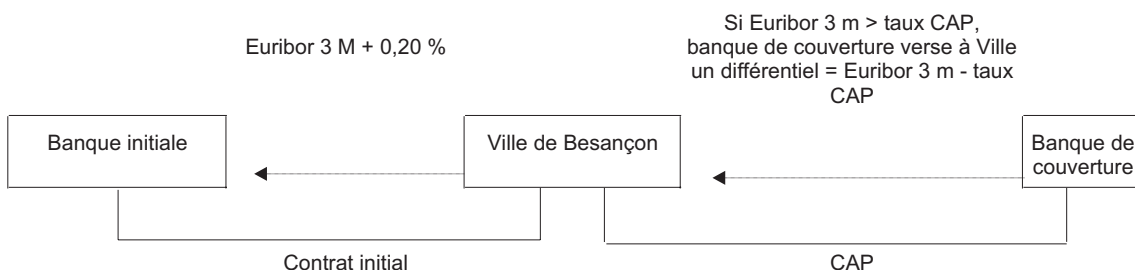 Euribor 3 M + 0,20 %
Si Euribor 3 m > taux CAP,
banque de couverture verse à Ville
un différentiel = Euribor 3 m - taux
CAP
Banque initiale
Ville de Besançon
Banque de
couverture
Contrat initial
CAP